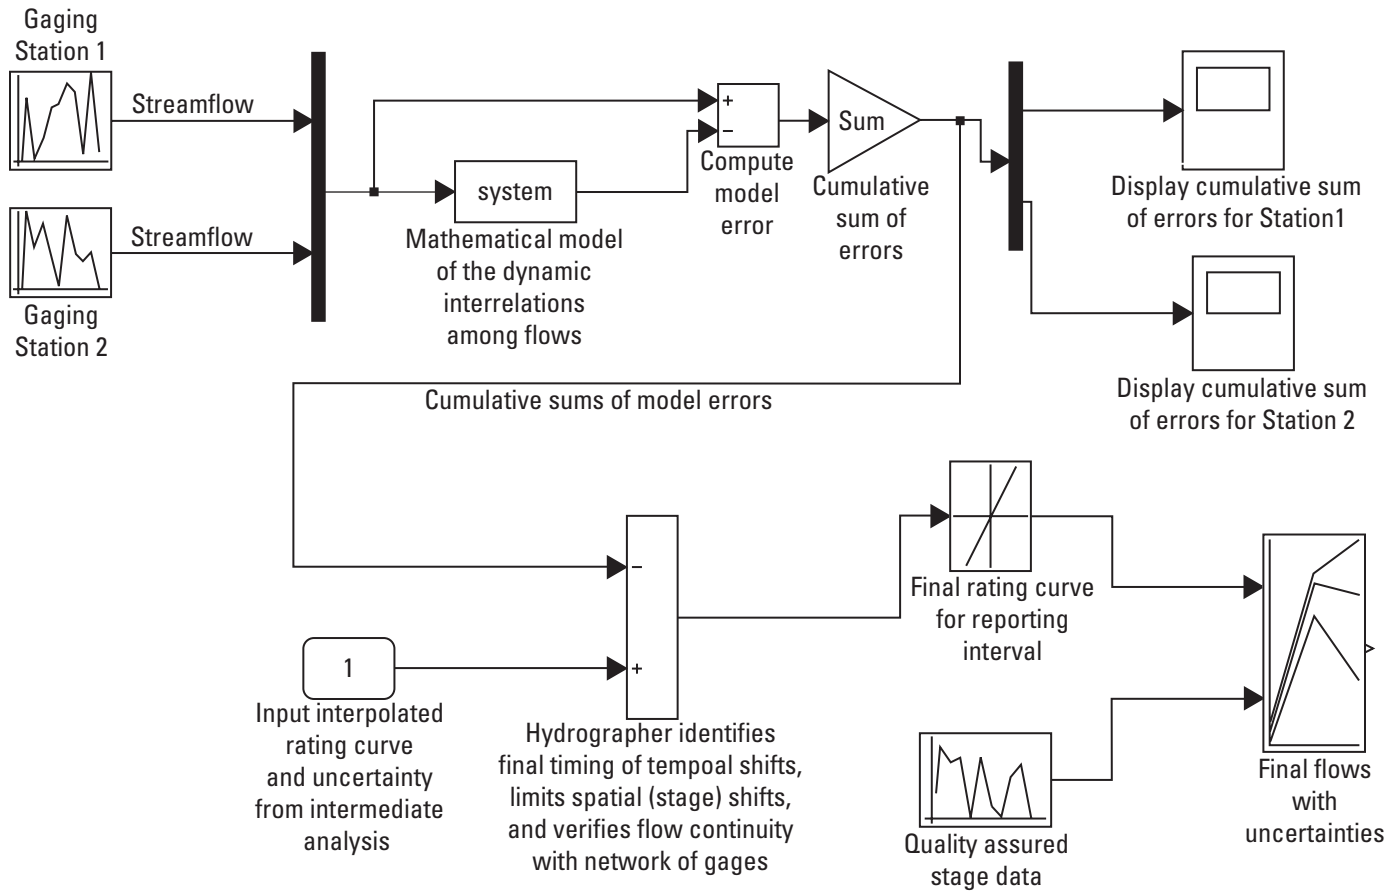 Gaging
Station 1
Streamflow
Streamflow
Gaging
Station 2
system
Mathematical model
of the dynamic
interrelations
among flows
+
–
Compute
model
error
Sum
Cumulative
sum of
errors
Display cumulative sum
of errors for Station1
Display cumulative sum
of errors for Station 2
Cumulative sums of model errors
–
+
1
Input interpolated
rating curve
and uncertainty
from intermediate
analysis
Hydrographer identifies
final timing of tempoal shifts,
limits spatial (stage) shifts,
and verifies flow continuity
with network of gages
Final rating curve
for reporting
interval
Quality assured
stage data
Final flows
with
uncertainties